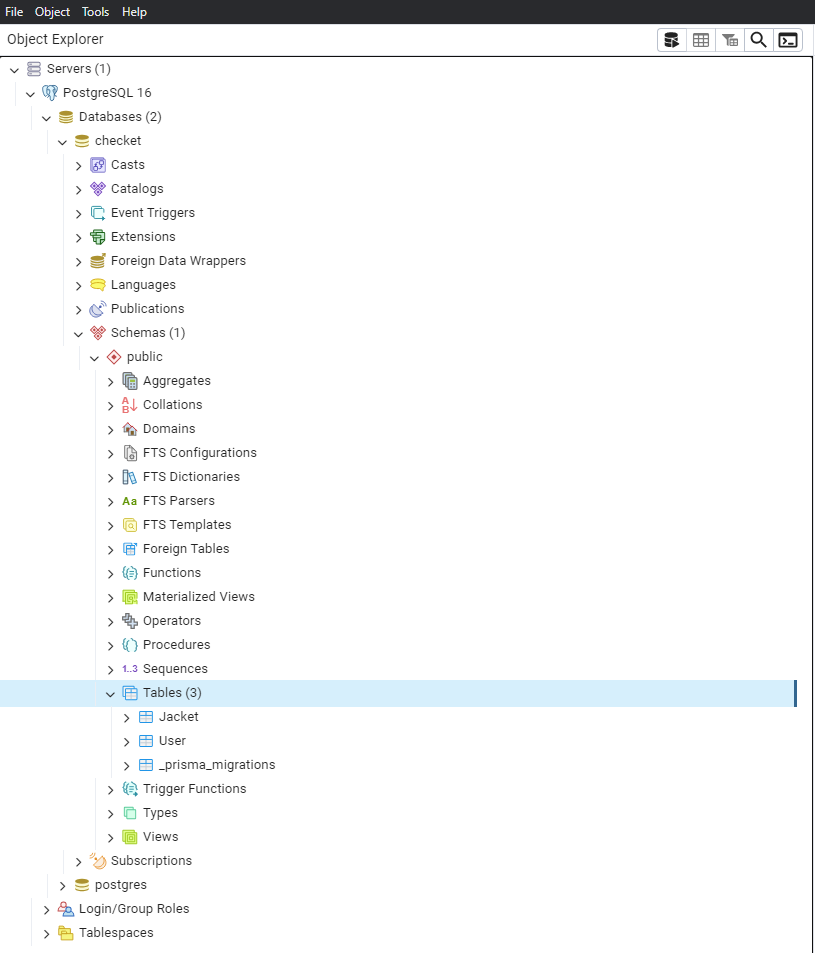 File Object Tools Help
Object Explorer
Servers (1)
PostgreSQL 16
Databases (2)
checket
Casts
Catalogs
Event Triggers
Extensions
Foreign Data Wrappers
Languages
Publications
Schemas (1)
public
Aggregates
Collations
Domains
FTS Configurations
FTS Dictionaries
Aa FTS Parsers
FTS Templates
Foreign Tables
Functions
Materialized Views
Operators
Procedures
1..3 Sequences
Tables (3)
Jacket
User
_prisma_migrations
Trigger Functions
Types
Views
Subscriptions
postgres
Login/Group Roles
Tablespaces